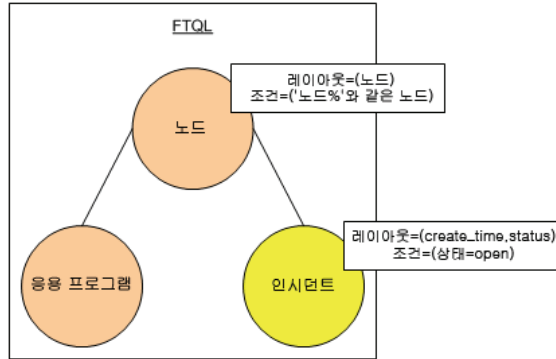 FTQL
레이아웃=(노드)
조건=('노드%'와 같은 노드)
노드
레이아웃=(create_time,status)
조건=(상태=open)
응용 프로그램
인시던트